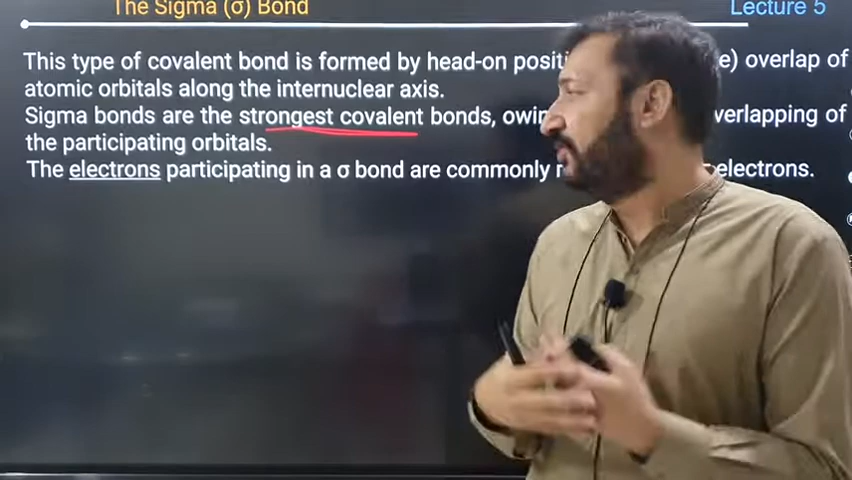 The Sigma (σ) Bond
Lecture 5
This type of covalent bond is formed by head-on e) overlap of
atomic orbitals along the internuclear axis.
Sigma bonds are the strongest covalent bonds, verlapping of
the participating orbitals.
The electrons participating in a σ bond are commonly electrons.